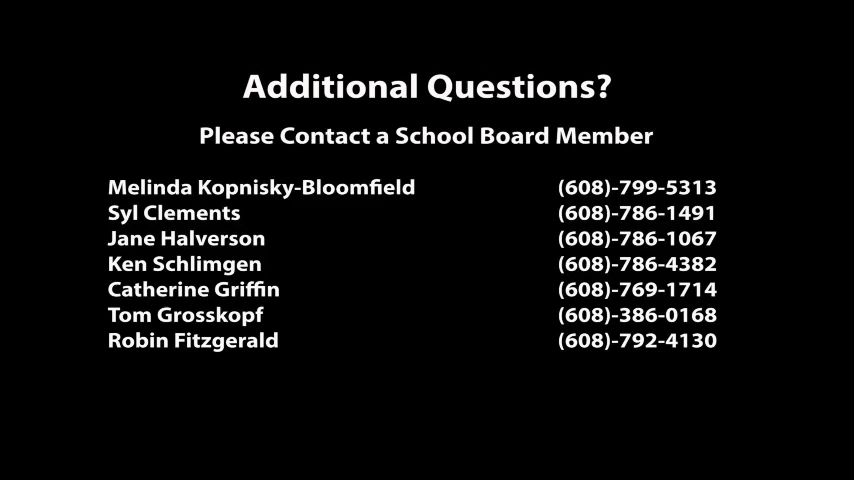 Additional Questions?
Please Contact a School Board Member
Melinda Kopnisky-Bloomfield (608)-799-5313
Syl Clements (608)-786-1491
Jane Halverson (608)-786-1067
Ken Schlimgen (608)-786-4382
Catherine Griffin (608)-769-1714
Tom Grosskopf (608)-386-0168
Robin Fitzgerald (608)-792-4130